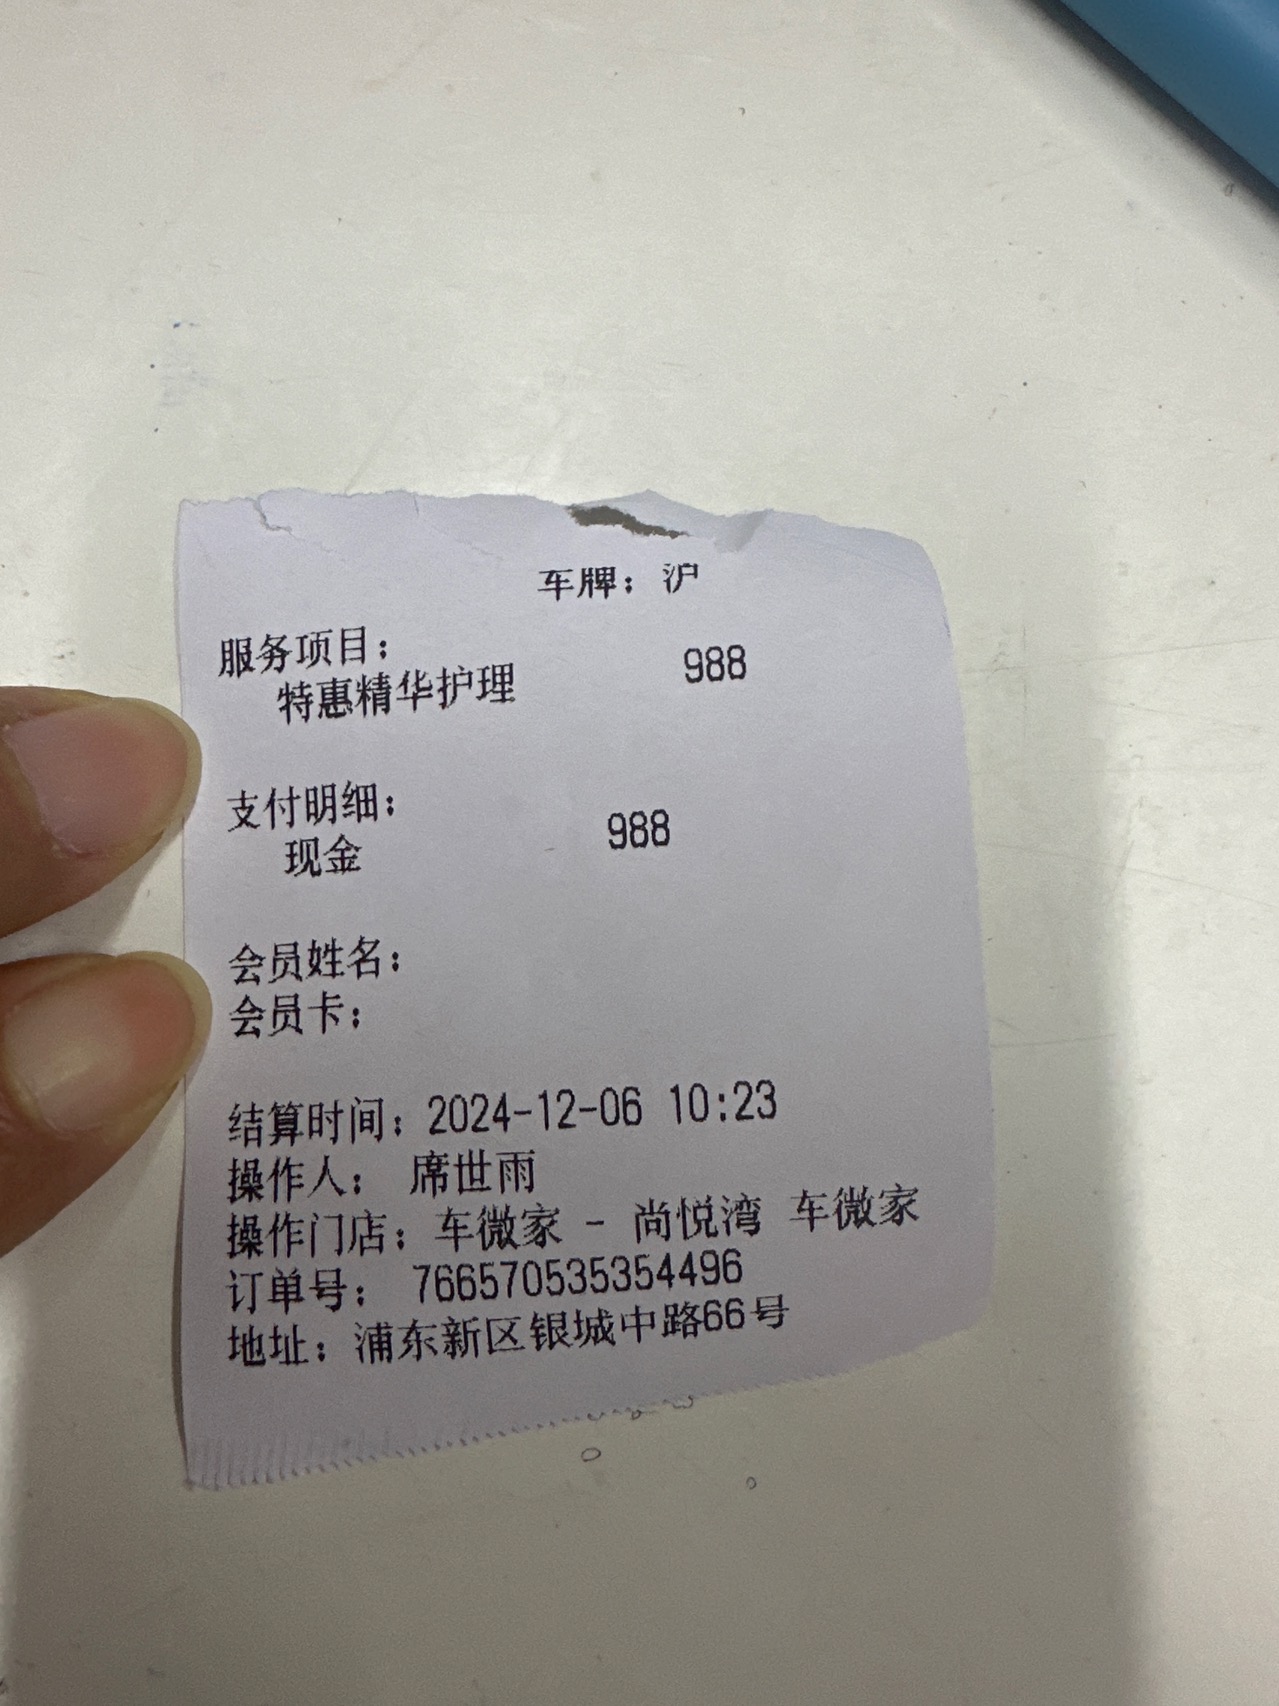 车牌：沪
服务项目：
特惠精华护理 988
支付明细：
现金 988
会员姓名：
会员卡：
结算时间：2024-12-06 10:23
操作人： 席世雨
操作门店：车微家 - 尚悦湾 车微家
订单号： 766570535354496
地址：浦东新区银城中路66号